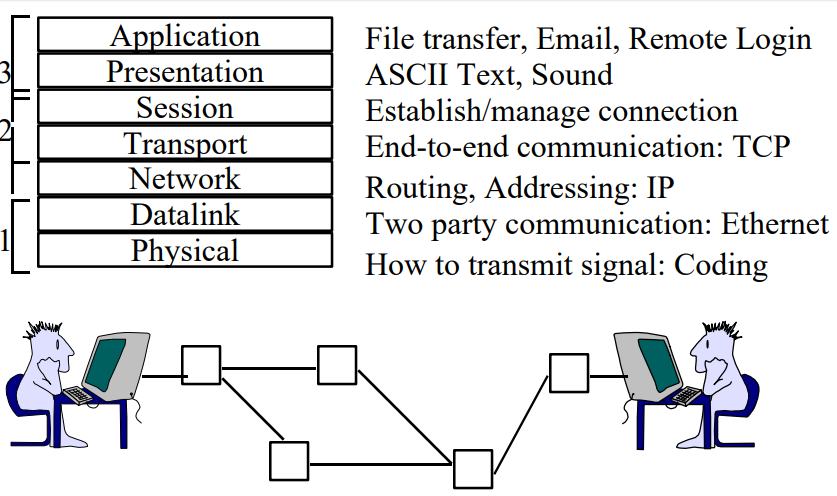 Application File transfer, Email, Remote Login
3 Presentation ASCII Text, Sound
Session Establish/manage connection
2 Transport End-to-end communication: TCP
Network Routing, Addressing: IP
Datalink Two party communication: Ethernet
1 Physical How to transmit signal: Coding